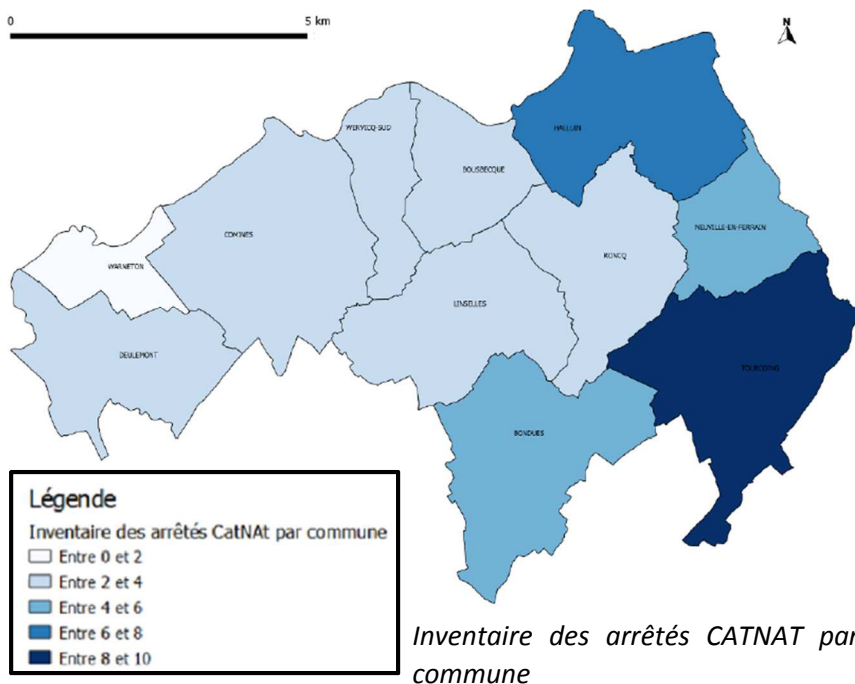 0 5 km
N
WERVICQ-SUD
HALLUIN
BOUSBECQUE
COMINES
NEUVILLE-EN-FERRAIN
WARNETON
RONCQ
LINSELLES
DEULEMONT
TOURCOING
BONDUES
Légende
Inventaire des arrêtés CatNAt par commune
Entre 0 et 2
Entre 2 et 4
Entre 4 et 6
Entre 6 et 8
Entre 8 et 10
Inventaire des arrêtés CATNAT par
commune